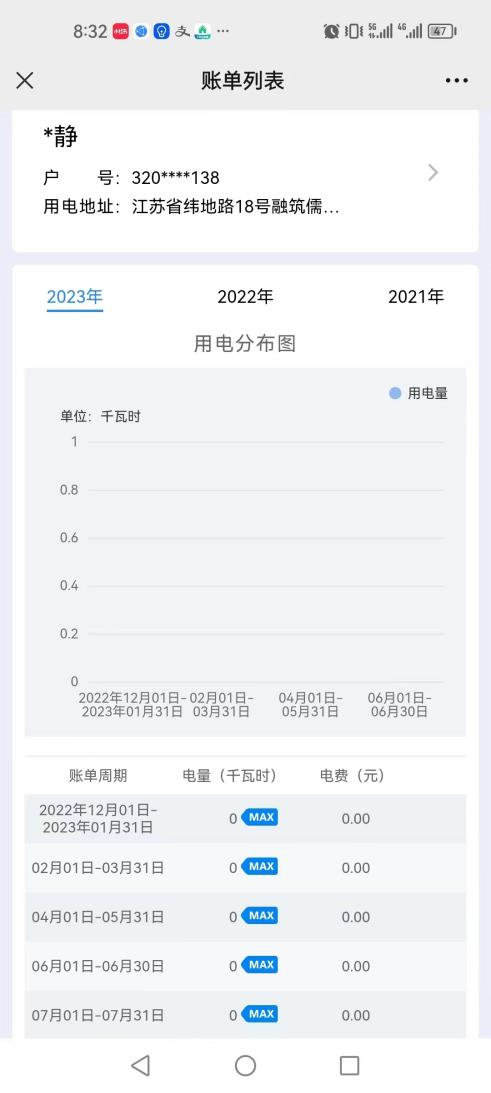 8:32
5G
4G
47
账单列表
*静
户 号：320****138
用电地址：江苏省纬地路18号融筑儒...
2023年 2022年 2021年
用电分布图
用电量
单位：千瓦时
1
0.8
0.6
0.4
0.2
0
2022年12月01日- 02月01日- 04月01日- 06月01日-
2023年01月31日 03月31日 05月31日 06月30日
账单周期 电量（千瓦时） 电费（元）
2022年12月01日-
2023年01月31日 0 MAX 0.00
02月01日-03月31日 0 MAX 0.00
04月01日-05月31日 0 MAX 0.00
06月01日-06月30日 0 MAX 0.00
07月01日-07月31日 0 MAX 0.00